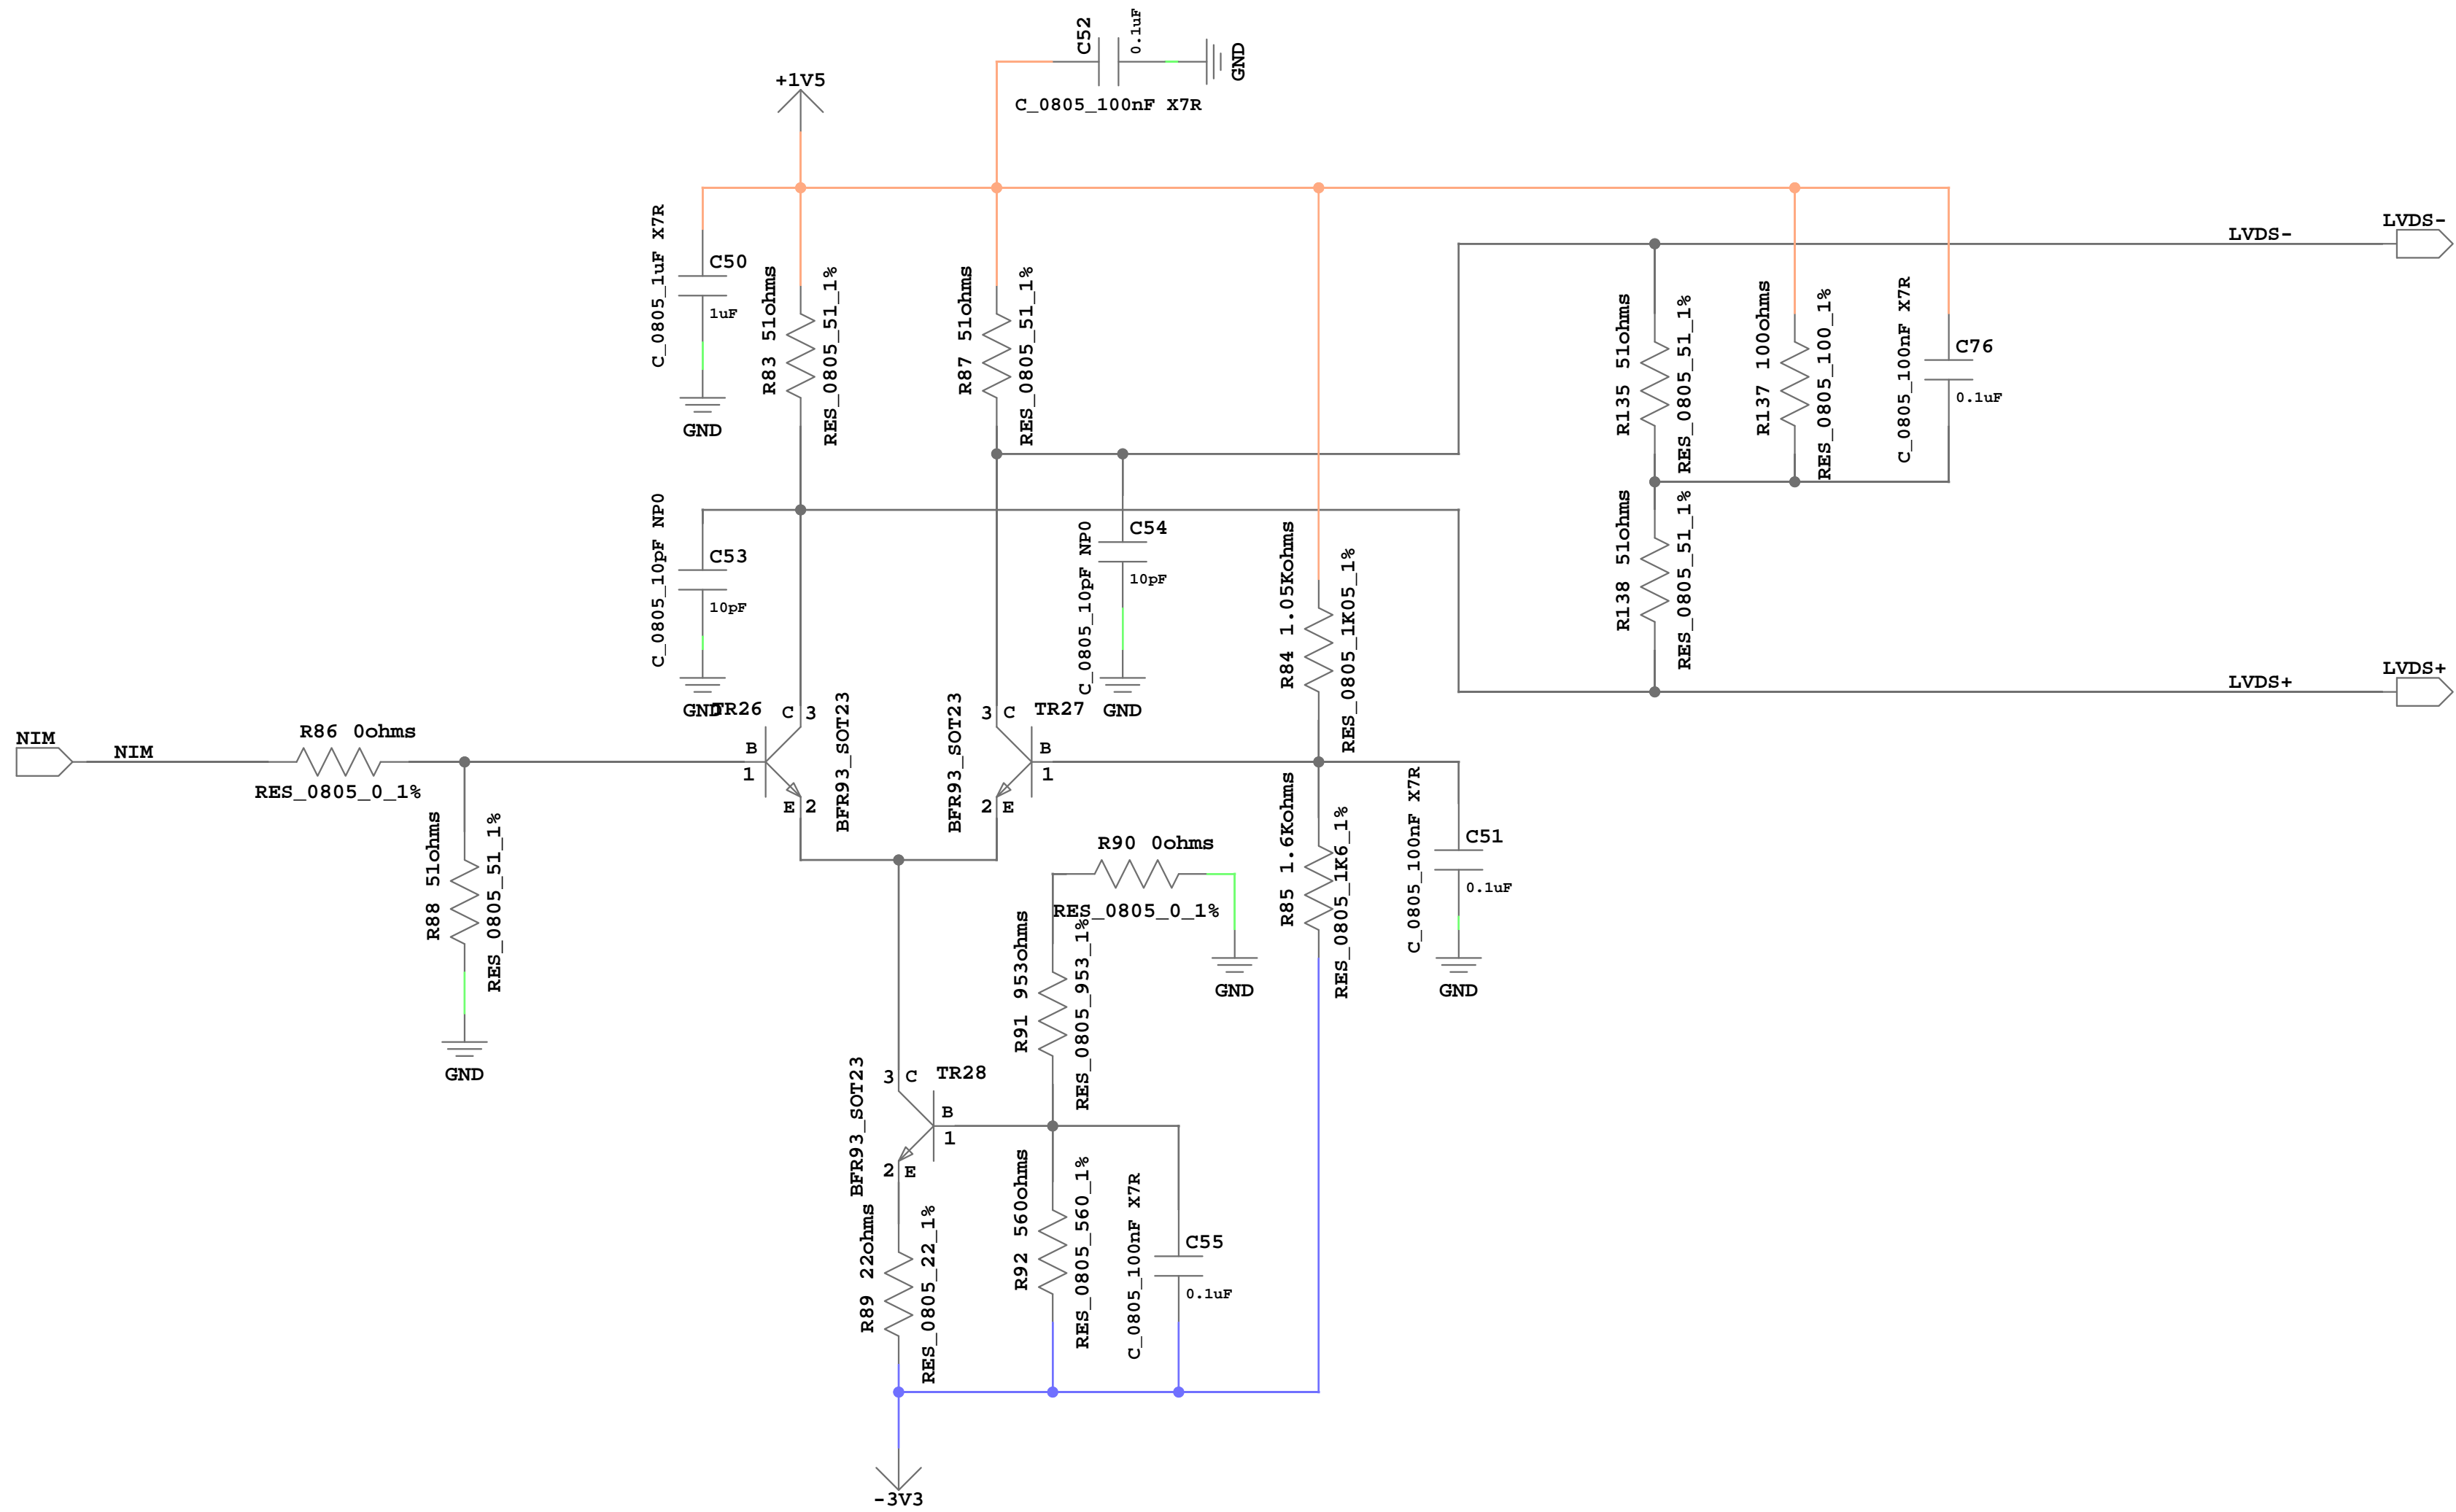 C52
0.1uF
GND
C_0805_100nF X7R
+1V5
C_0805_1uF X7R
C50
1uF
GND
R83 51ohms
RES_0805_51_1%
R87 51ohms
RES_0805_51_1%
LVDS-
LVDS-
R135 51ohms
RES_0805_51_1%
R137 100ohms
RES_0805_100_1%
C_0805_100nF X7R
C76
0.1uF
C_0805_10pF NP0
C53
10pF
GND
C_0805_10pF NP0
C54
10pF
GND
R84 1.05Kohms
RES_0805_1K05_1%
R138 51ohms
RES_0805_51_1%
LVDS+
LVDS+
NIM
NIM
R86 0ohms
RES_0805_0_1%
R88 51ohms
RES_0805_51_1%
GND
TR26
C 3
B
1
E 2
BFR93_SOT23
BFR93_SOT23
3 C
TR27
B
1
2 E
R90 0ohms
RES_0805_0_1%
GND
R85 1.6Kohms
RES_0805_1K6_1%
C_0805_100nF X7R
C51
0.1uF
GND
R91 953ohms
RES_0805_953_1%
BFR93_SOT23
3 C
TR28
B
1
2 E
R89 22ohms
RES_0805_22_1%
R92 560ohms
RES_0805_560_1%
C_0805_100nF X7R
C55
0.1uF
-3V3